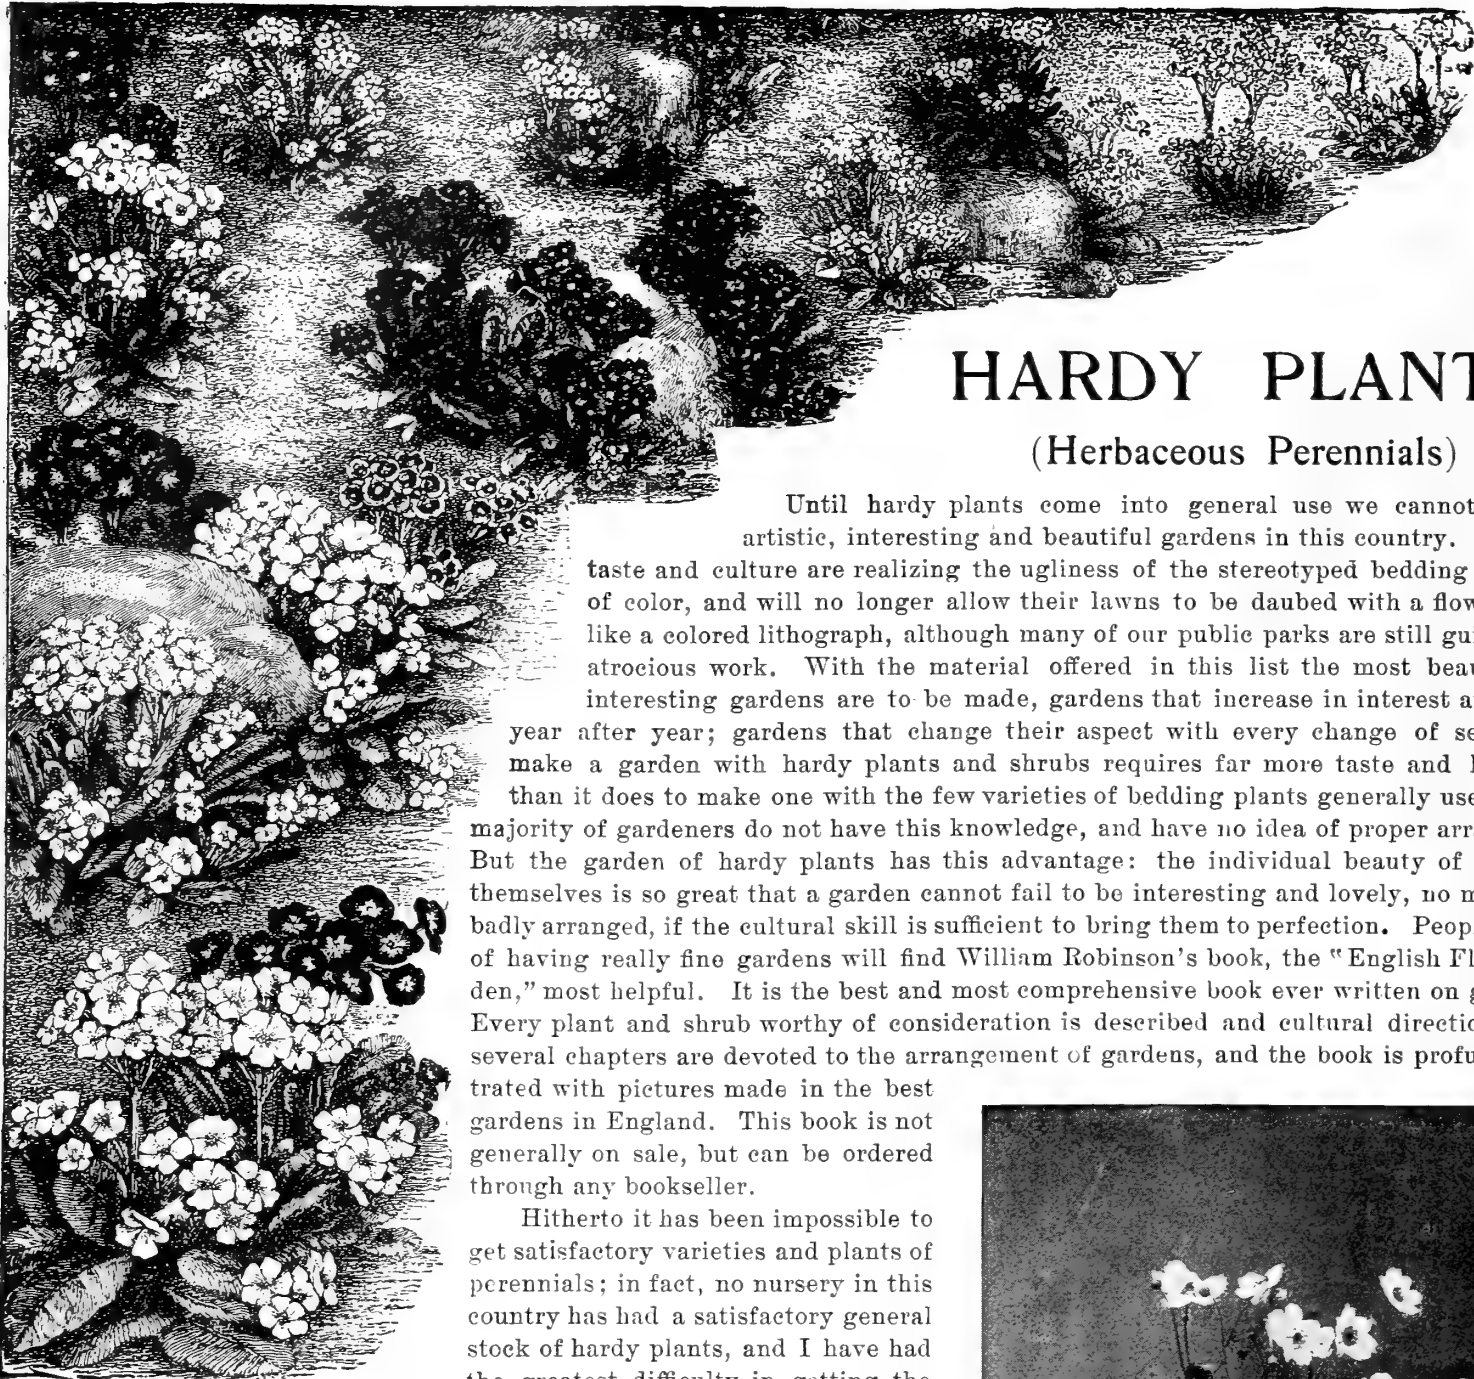 HARDY PLANT
(Herbaceous Perennials)
Until hardy plants come into general use we cannot
artistic, interesting and beautiful gardens in this country.
taste and culture are realizing the ugliness of the stereotyped bedding
of color, and will no longer allow their lawns to be daubed with a flow
like a colored lithograph, although many of our public parks are still gui
atrocious work. With the material offered in this list the most beau
interesting gardens are to be made, gardens that increase in interest a
year after year; gardens that change their aspect with every change of se
make a garden with hardy plants and shrubs requires far more taste and
than it does to make one with the few varieties of bedding plants generally use
majority of gardeners do not have this knowledge, and have no idea of proper arr
But the garden of hardy plants has this advantage: the individual beauty of
themselves is so great that a garden cannot fail to be interesting and lovely, no m
badly arranged, if the cultural skill is sufficient to bring them to perfection. Peop
of having really fine gardens will find William Robinson's book, the "English Fl
den," most helpful. It is the best and most comprehensive book ever written on g
Every plant and shrub worthy of consideration is described and cultural directio
several chapters are devoted to the arrangement of gardens, and the book is profu
trated with pictures made in the best
gardens in England. This book is not
generally on sale, but can be ordered
through any bookseller.
Hitherto it has been impossible to
get satisfactory varieties and plants of
perennials; in fact, no nursery in this
country has had a satisfactory general
stock of hardy plants, and I have had
the greatest difficulty in getting the